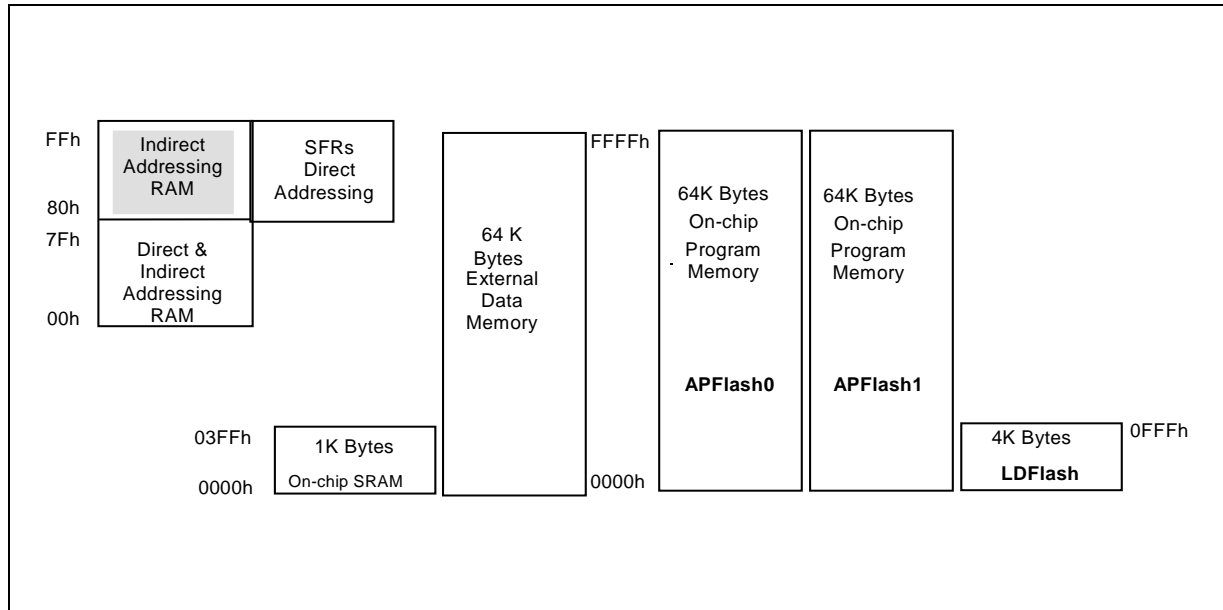 FFh
Indirect
Addressing
RAM
80h
SFRs
Direct
Addressing
7Fh
Direct &
Indirect
Addressing
RAM
00h
03FFh
1K Bytes
On-chip SRAM
0000h
64 K
Bytes
External
Data
Memory
FFFFh
0000h
64K Bytes
On-chip
Program
Memory
APFlash0
64K Bytes
On-chip
Program
Memory
APFlash1
4K Bytes
LDFlash
0FFFh